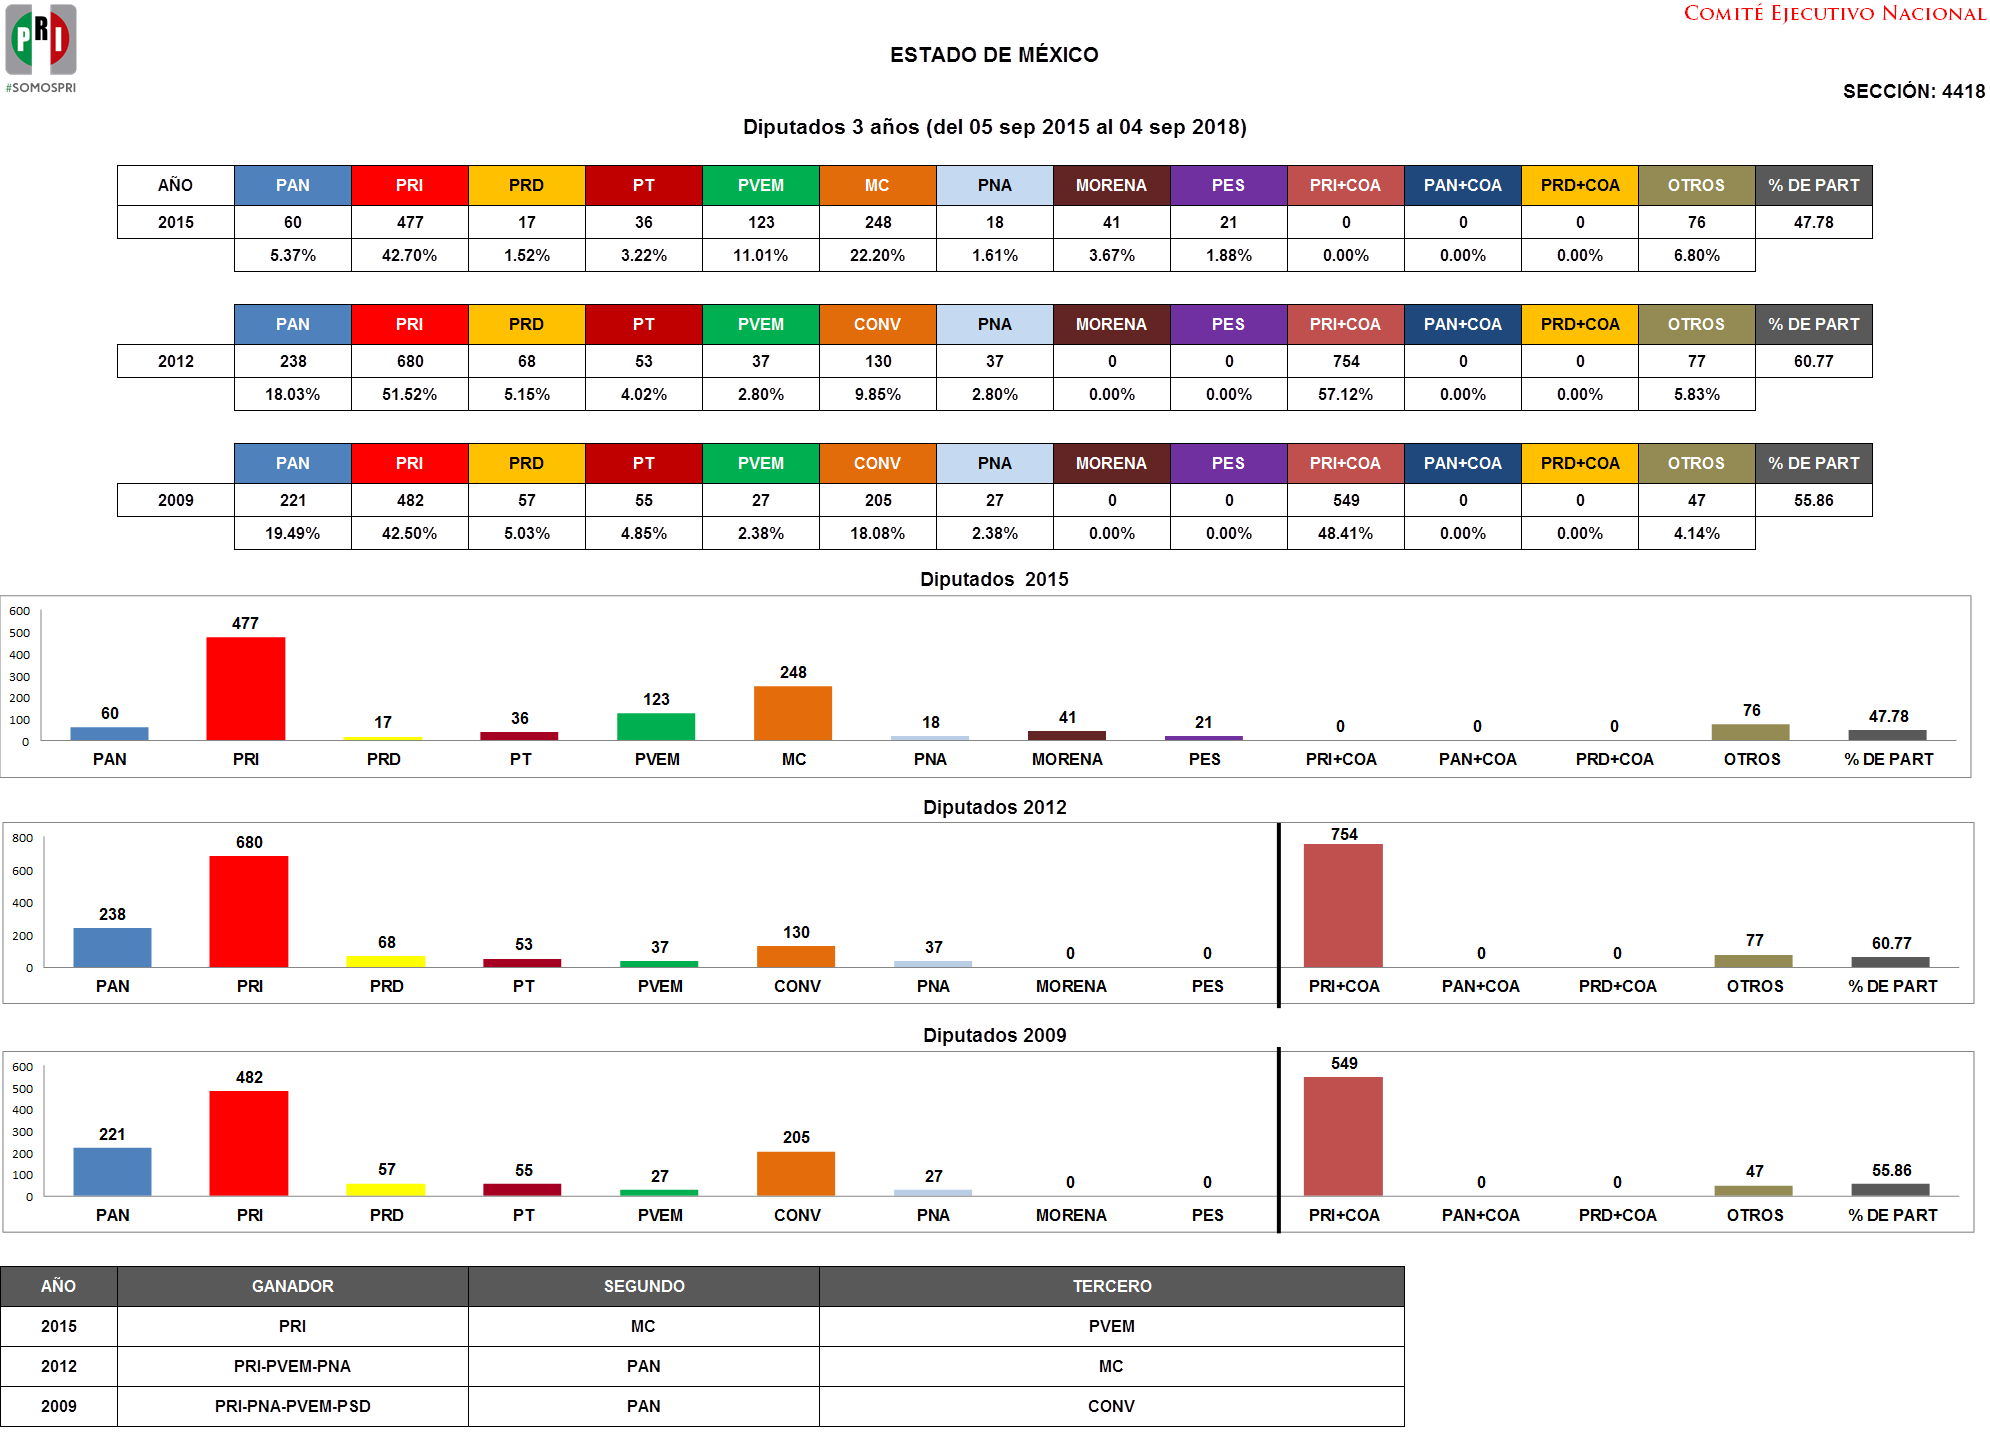 PRI
#SOMOSPRI
COMITÉ EJECUTIVO NACIONAL
ESTADO DE MÉXICO
SECCIÓN: 4418
Diputados 3 años (del 05 sep 2015 al 04 sep 2018)
AÑO PAN PRI PRD PT PVEM MC PNA MORENA PES PRI+COA PAN+COA PRD+COA OTROS % DE PART
2015 60 477 17 36 123 248 18 41 21 0 0 0 76 47.78
5.37% 42.70% 1.52% 3.22% 11.01% 22.20% 1.61% 3.67% 1.88% 0.00% 0.00% 0.00% 6.80%
PAN PRI PRD PT PVEM CONV PNA MORENA PES PRI+COA PAN+COA PRD+COA OTROS % DE PART
2012 238 680 68 53 37 130 37 0 0 754 0 0 77 60.77
18.03% 51.52% 5.15% 4.02% 2.80% 9.85% 2.80% 0.00% 0.00% 57.12% 0.00% 0.00% 5.83%
PAN PRI PRD PT PVEM CONV PNA MORENA PES PRI+COA PAN+COA PRD+COA OTROS % DE PART
2009 221 482 57 55 27 205 27 0 0 549 0 0 47 55.86
19.49% 42.50% 5.03% 4.85% 2.38% 18.08% 2.38% 0.00% 0.00% 48.41% 0.00% 0.00% 4.14%
Diputados 2015
600
500
400
300
200
100
0
60 477 17 36 123 248 18 41 21 0 0 0 76 47.78
PAN PRI PRD PT PVEM MC PNA MORENA PES PRI+COA PAN+COA PRD+COA OTROS % DE PART
Diputados 2012
800
600
400
200
0
238 680 68 53 37 130 37 0 0 754 0 0 77 60.77
PAN PRI PRD PT PVEM CONV PNA MORENA PES PRI+COA PAN+COA PRD+COA OTROS % DE PART
Diputados 2009
600
500
400
300
200
100
0
221 482 57 55 27 205 27 0 0 549 0 0 47 55.86
PAN PRI PRD PT PVEM CONV PNA MORENA PES PRI+COA PAN+COA PRD+COA OTROS % DE PART
AÑO GANADOR SEGUNDO TERCERO
2015 PRI MC PVEM
2012 PRI-PVEM-PNA PAN MC
2009 PRI-PNA-PVEM-PSD PAN CONV